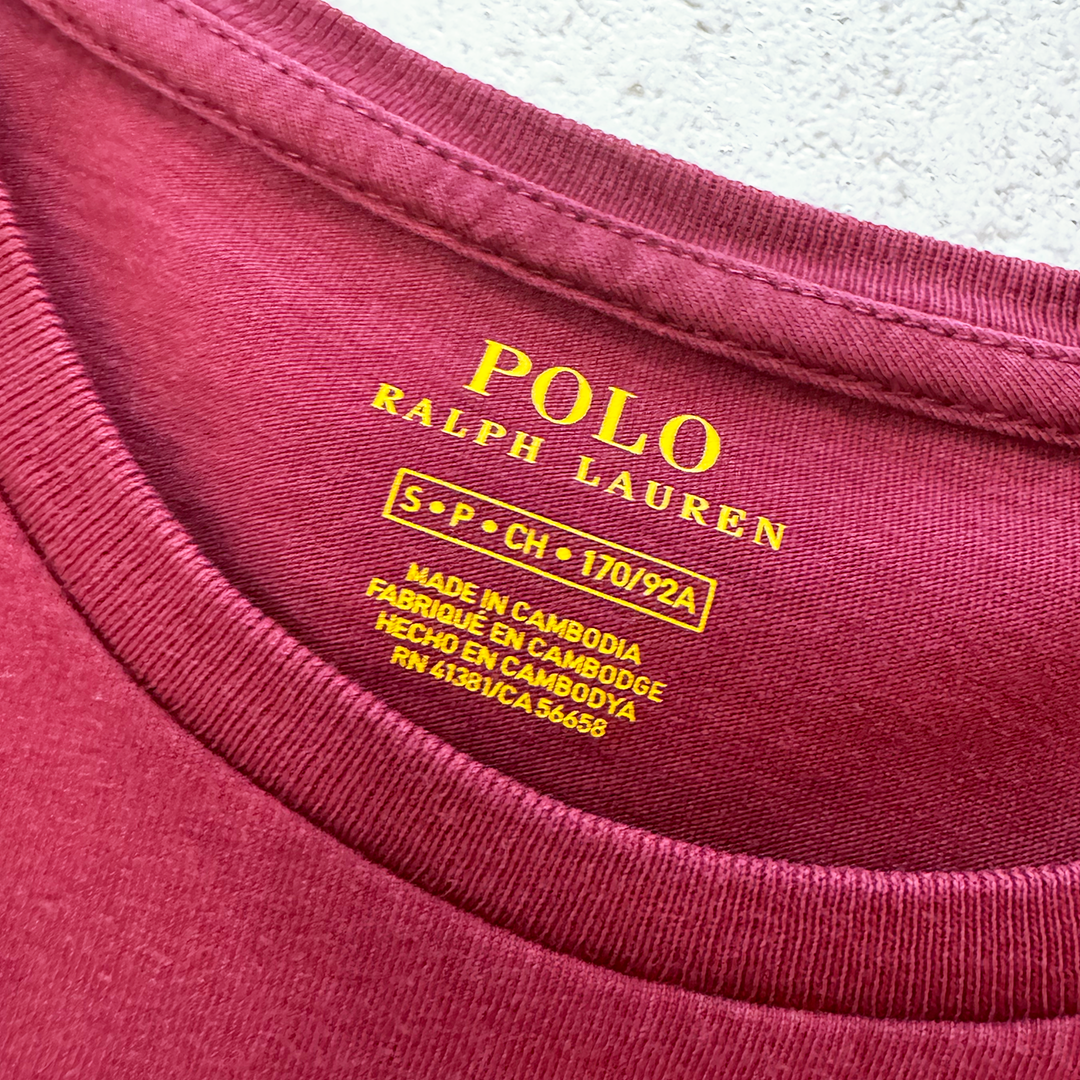 POLO
RALPH LAUREN
S•P•CH•170/92A
MADE IN CAMBODIA
FABRIQUÉ EN CAMBODGE
HECHO EN CAMBODYA
RN 41381/CA 56658